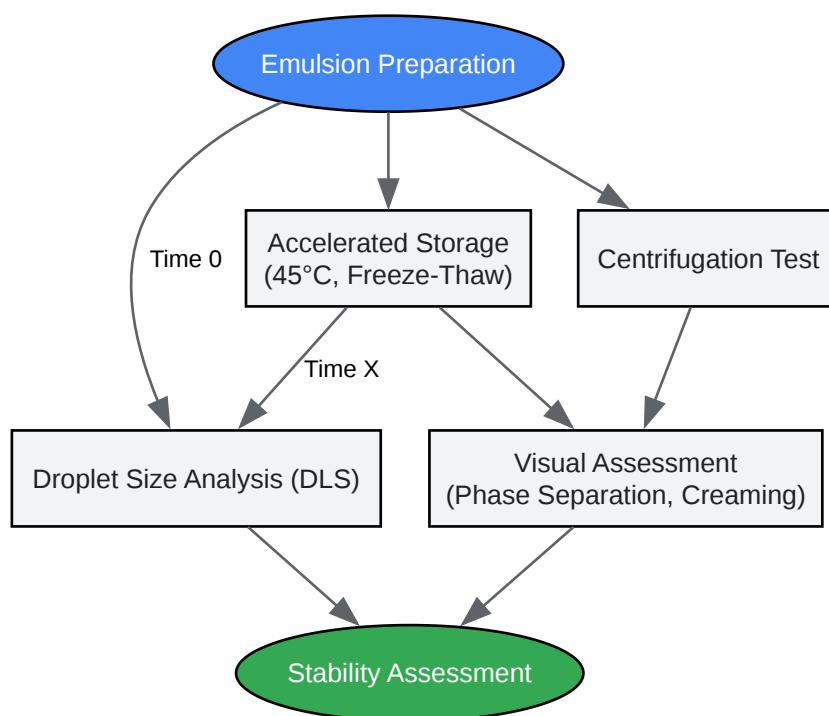 Emulsion Preparation
Accelerated Storage
(45°C, Freeze-Thaw)
Centrifugation Test
Time 0
Time X
Droplet Size Analysis (DLS)
Visual Assessment
(Phase Separation, Creaming)
Stability Assessment